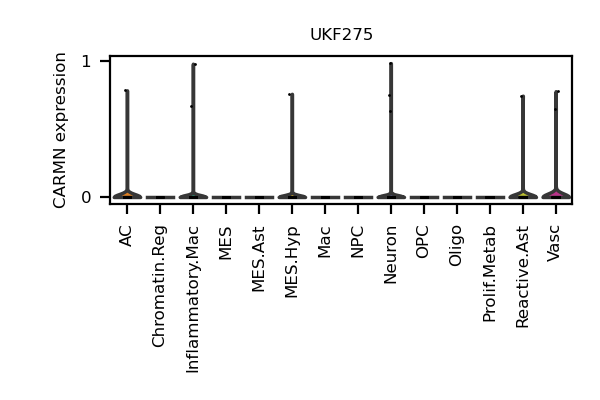 UKF275
CARMN expression
1
0
AC
Chromatin.Reg
Inflammatory.Mac
MES
MES.Ast
MES.Hyp
Mac
NPC
Neuron
OPC
Oligo
Prolif.Metab
Reactive.Ast
Vasc